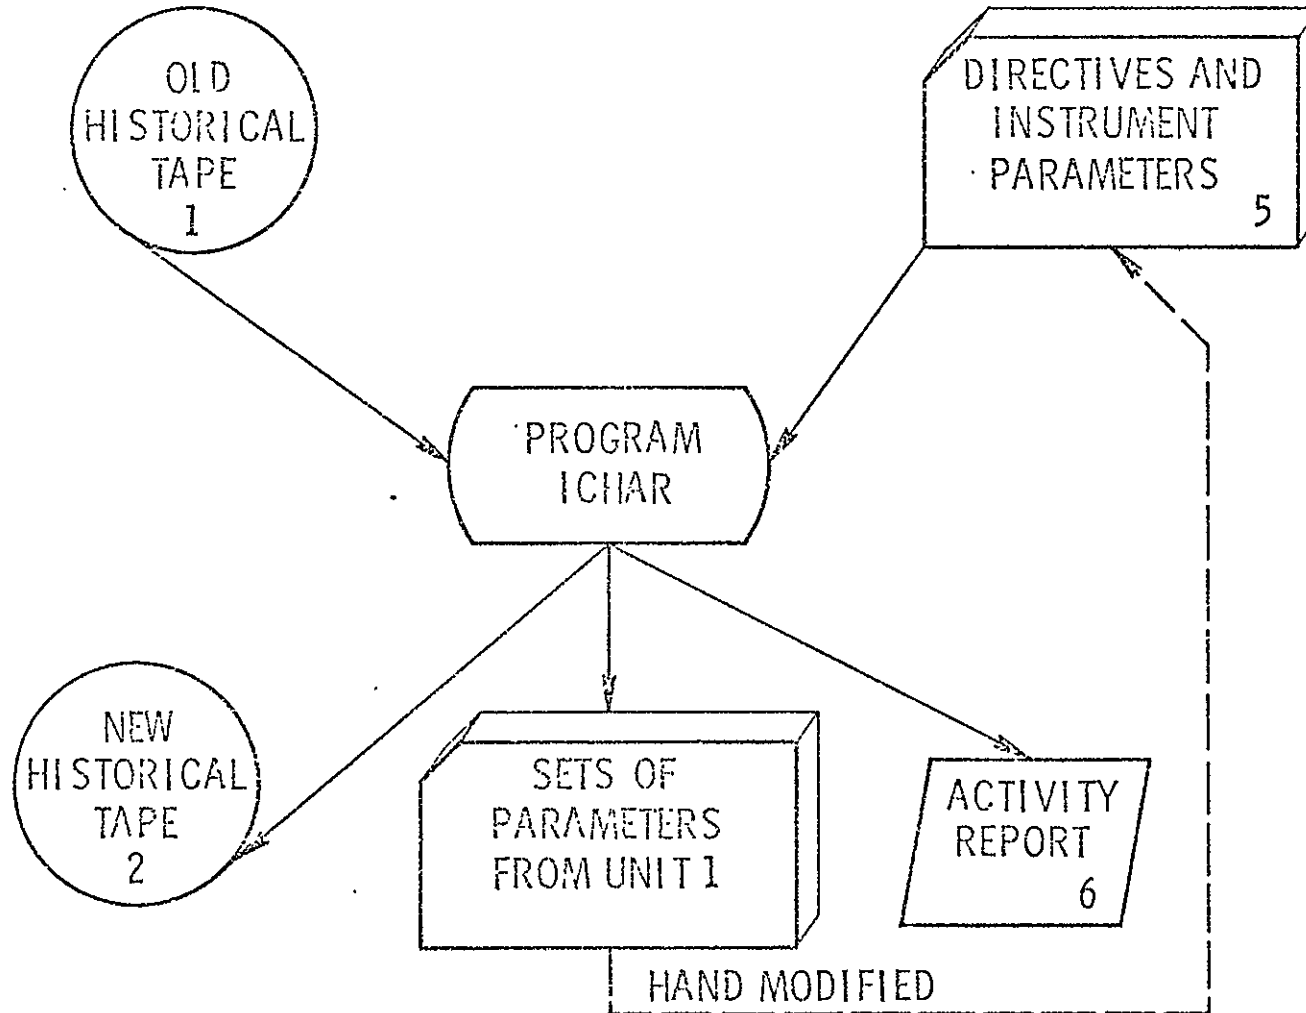 OLD
HISTORICAL
TAPE
1
DIRECTIVES AND
INSTRUMENT
PARAMETERS
5
PROGRAM
ICHAR
NEW
HISTORICAL
TAPE
2
SETS OF
PARAMETERS
FROM UNIT 1
ACTIVITY
REPORT
6
HAND MODIFIED